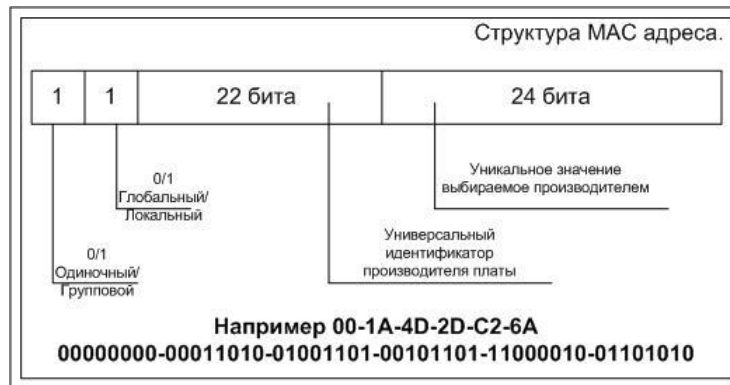 Структура MAC адреса.
1 1 22 бита 24 бита
0/1
Глобальный/
Локальный
Уникальное значение
выбираемое производителем
0/1
Одиночный/
Групповой
Универсальный
идентификатор
производителя платы
Например 00-1A-4D-2D-C2-6A
00000000-00011010-01001101-00101101-11000010-01101010